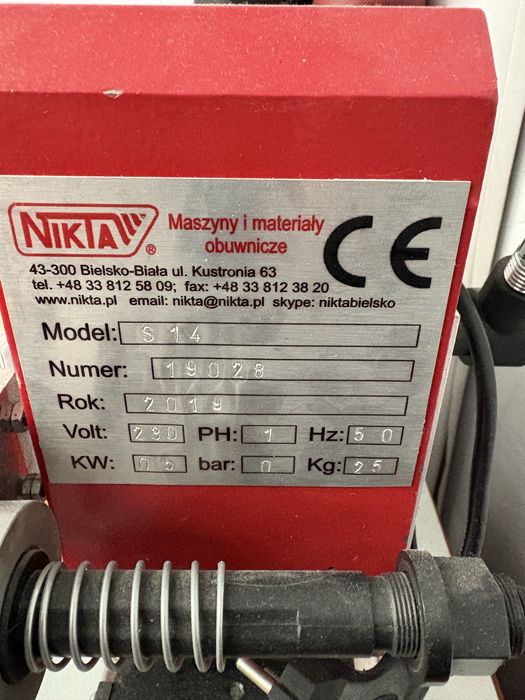 NIKTA ®
Maszyny i materiały
obuwnicze
CE
43-300 Bielsko-Biała ul. Kustronia 63
tel. +48 33 812 58 09; fax: +48 33 812 38 20
www.nikta.pl email: nikta@nikta.pl skype: niktabielsko
Model: S 14
Numer: 19028
Rok: 2019
Volt: 230 PH: 1 Hz: 50
KW: 05 bar: 0 Kg: 25